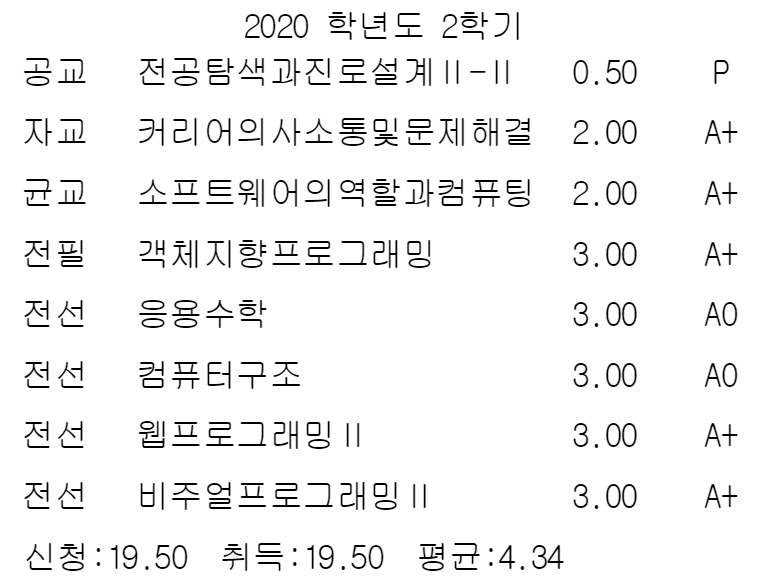 2020 학년도 2학기
공교 전공탐색과진로설계Ⅱ-Ⅱ 0.50 P
자교 커리어의사소통및문제해결 2.00 A+
균교 소프트웨어의역할과컴퓨팅 2.00 A+
전필 객체지향프로그래밍 3.00 A+
전선 응용수학 3.00 A0
전선 컴퓨터구조 3.00 A0
전선 웹프로그래밍Ⅱ 3.00 A+
전선 비주얼프로그래밍Ⅱ 3.00 A+
신청:19.50 취득:19.50 평균:4.34